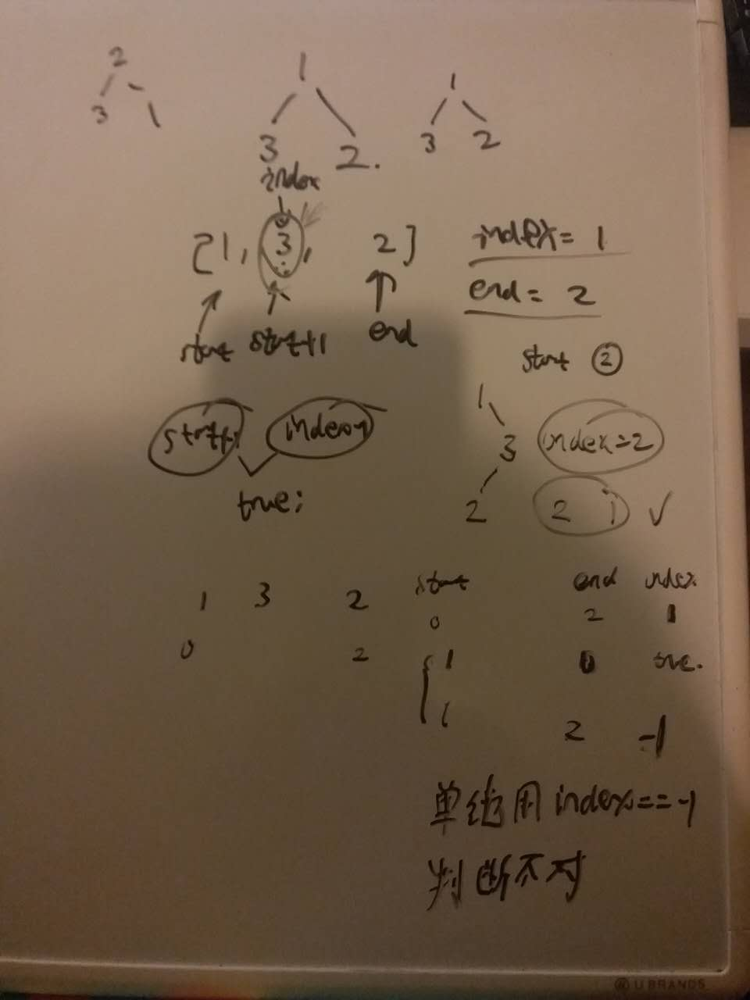 2 1 1
3 1 3 2 3 2
index
[1, 3, 2] index = 1
end = 2
start start+1 end
start ②
1
start+1 3 index=2
true; 2 2 1 √
start end index
1 3 2
0 2 1
0 2 1 0 true.
1 2 -1
单纯用index==-1
判断不对
U BRANDS